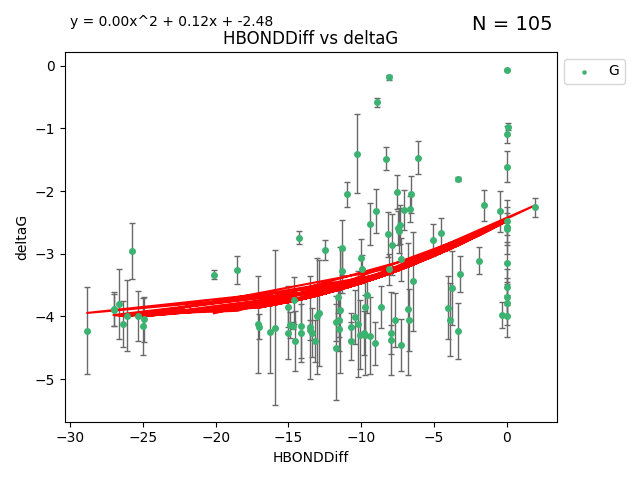 y = 0.00x^2 + 0.12x + -2.48
N = 105
HBONDDiff vs deltaG
G
deltaG
0
−1
−2
−3
−4
−5
−30 −25 −20 −15 −10 −5 0
HBONDDiff